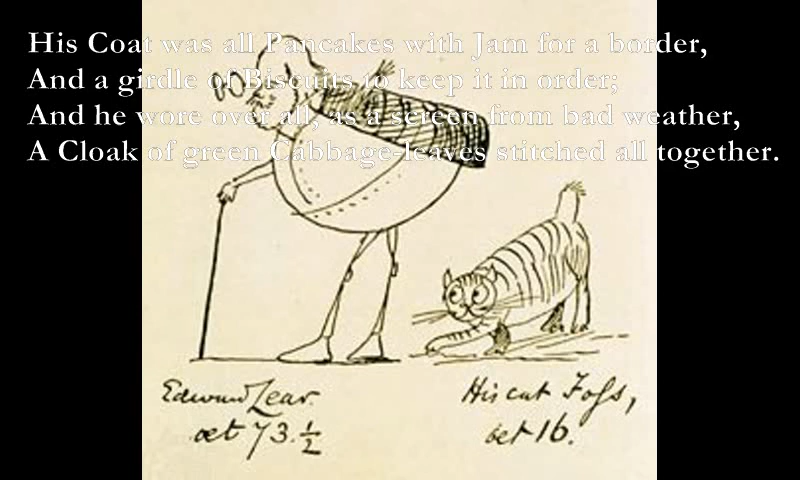 His Coat was all Pancakes with Jam for a border,
And a girdle of Biscuits to keep it in order;
And he wore over all, as a screen from bad weather,
A Cloak of green Cabbage-leaves stitched all together.
Edward Lear.
His cat Foss,
aet 73.½
aet 16.